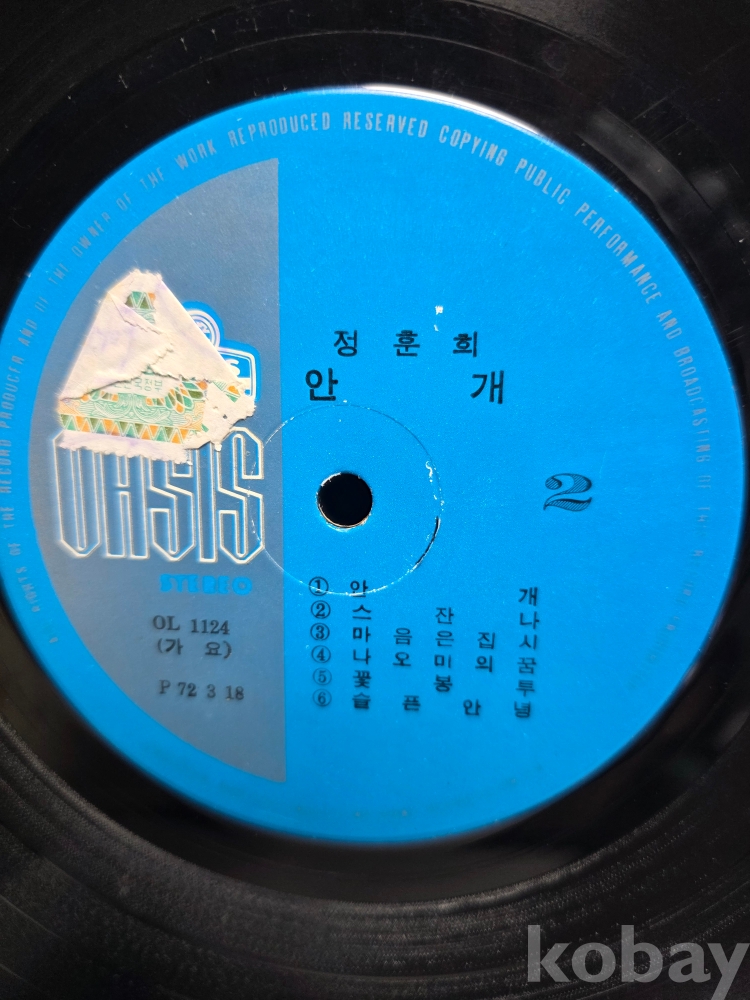 RIGHTS OF THE RECORD PRODUCER AND OF THE OWNER OF THE WORK REPRODUCED RESERVED COPYING PUBLIC PERFORMANCE AND BROADCASTING OF
정 훈 희
안 개
2
OASIS
STEREO
OL 1124
(가 요)
P 72 3 18
① 안 개
② 스 잔 나
③ 마 음 은 집 시
④ 나 오 미 의 꿈
⑤ 꽃 봉 투
⑥ 슬 픈 안 녕
kobay